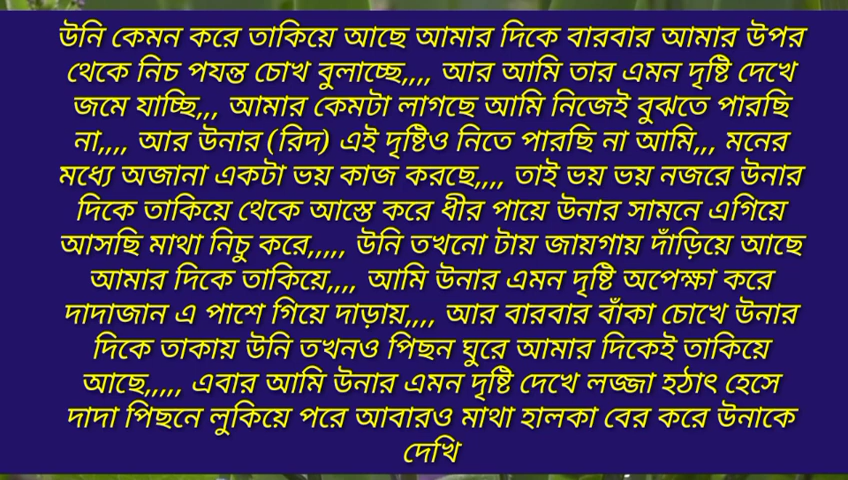 উনি কেমন করে তাকিয়ে আছে আমার দিকে বারবার আমার উপর
থেকে নিচ পযন্ত চোখ বুলাচ্ছে,,,, আর আমি তার এমন দৃষ্টি দেখে
জমে যাচ্ছি,,, আমার কেমটা লাগছে আমি নিজেই বুঝতে পারছি
না,,,, আর উনার (রিদ) এই দৃষ্টিও নিতে পারছি না আমি,,, মনের
মধ্যে অজানা একটা ভয় কাজ করছে,,,, তাই ভয় ভয় নজরে উনার
দিকে তাকিয়ে থেকে আস্তে করে ধীর পায়ে উনার সামনে এগিয়ে
আসছি মাথা নিচু করে,,,,, উনি তখনো টায় জায়গায় দাঁড়িয়ে আছে
আমার দিকে তাকিয়ে,,,, আমি উনার এমন দৃষ্টি অপেক্ষা করে
দাদাজান এ পাশে গিয়ে দাড়ায়,,,, আর বারবার বাঁকা চোখে উনার
দিকে তাকায় উনি তখনও পিছন ঘুরে আমার দিকেই তাকিয়ে
আছে,,,,, এবার আমি উনার এমন দৃষ্টি দেখে লজ্জা হঠাৎ হেসে
দাদা পিছনে লুকিয়ে পরে আবারও মাথা হালকা বের করে উনাকে
দেখি